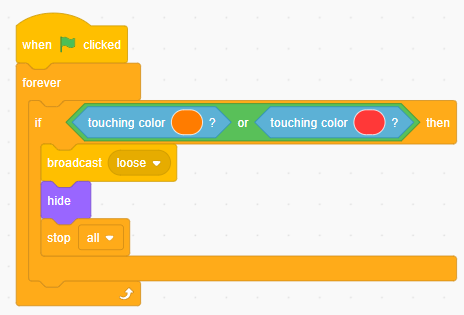 when clicked
forever
if touching color ? or touching color ? then
broadcast loose
hide
stop all